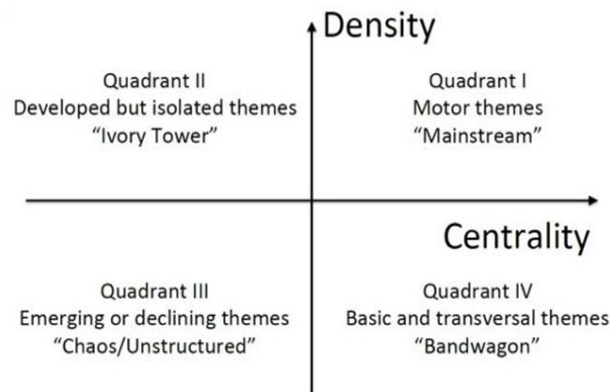 Density
Quadrant II
Developed but isolated themes
“Ivory Tower”
Quadrant I
Motor themes
“Mainstream”
Centrality
Quadrant III
Emerging or declining themes
“Chaos/Unstructured”
Quadrant IV
Basic and transversal themes
“Bandwagon”